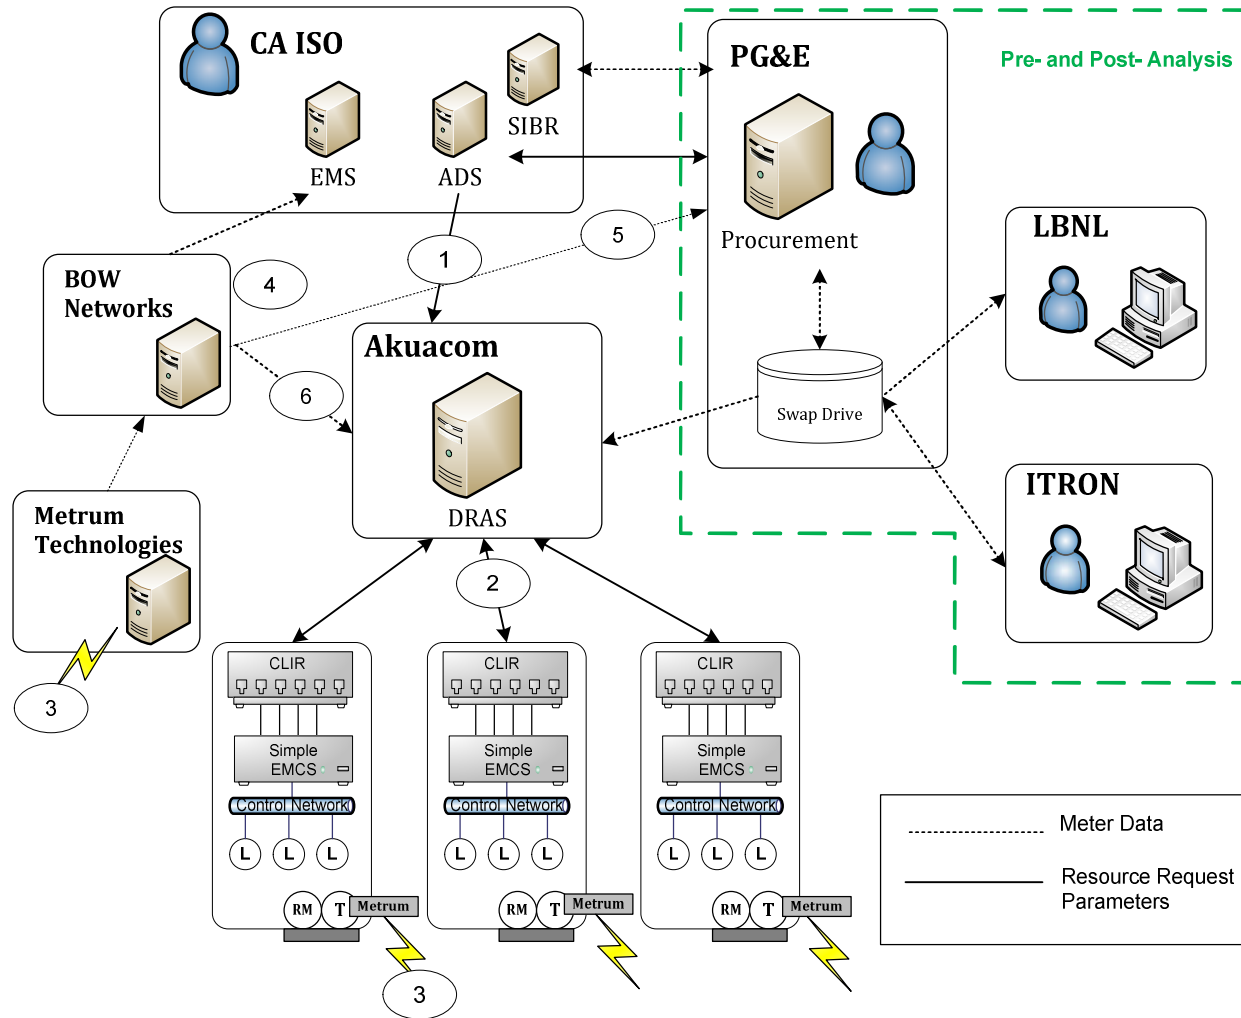 CA ISO
SIBR
EMS
ADS
PG&E
Procurement
Swap Drive
Pre- and Post- Analysis
LBNL
ITRON
1
5
4
6
BOW
Networks
Akuacom
DRAS
Metrum
Technologies
3
2
CLIR
Simple
EMCS
Control Network
L
L
L
RM
T
Metrum
3
CLIR
Simple
EMCS
Control Network
L
L
L
RM
T
Metrum
CLIR
Simple
EMCS
Control Network
L
L
L
RM
T
Metrum
Meter Data
Resource Request
Parameters